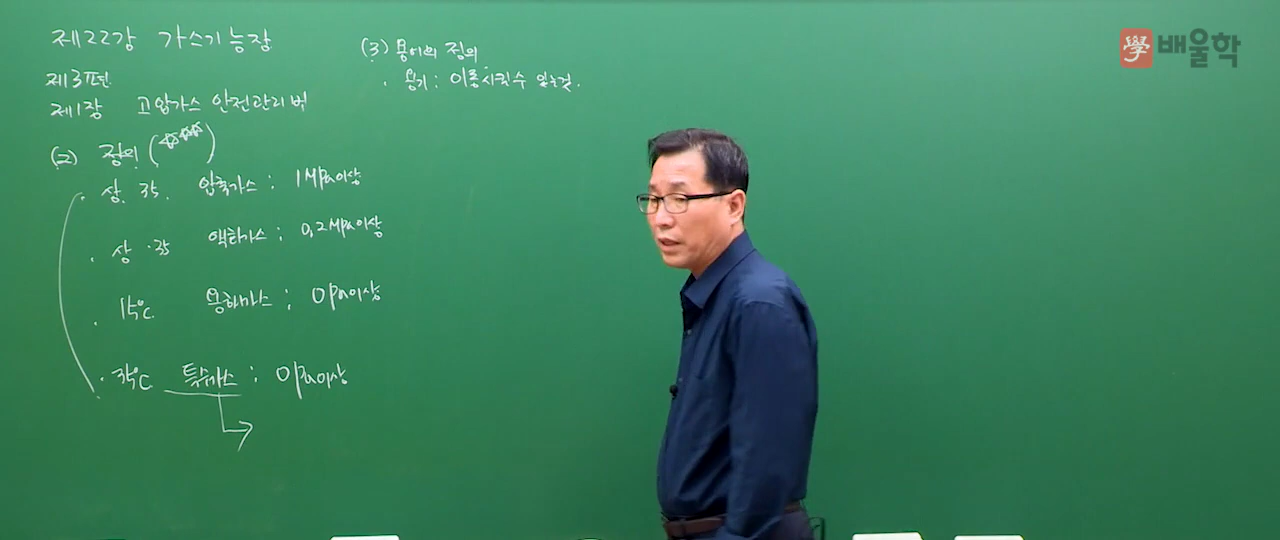 제22강 가스기능장
제3편
제1장 고압가스 안전관리법
(2) 정의 (☆☆☆)
· 상, 35. 압축가스 : 1MPa이상
· 상 · 35 액화가스 : 0.2MPa이상
· 15℃ 용해가스 : 0Pa이상
· 35℃ 특수가스 : 0Pa이상
(3) 용어의 정의
· 용기 : 이동시킬 수 있는것.
學 배울학